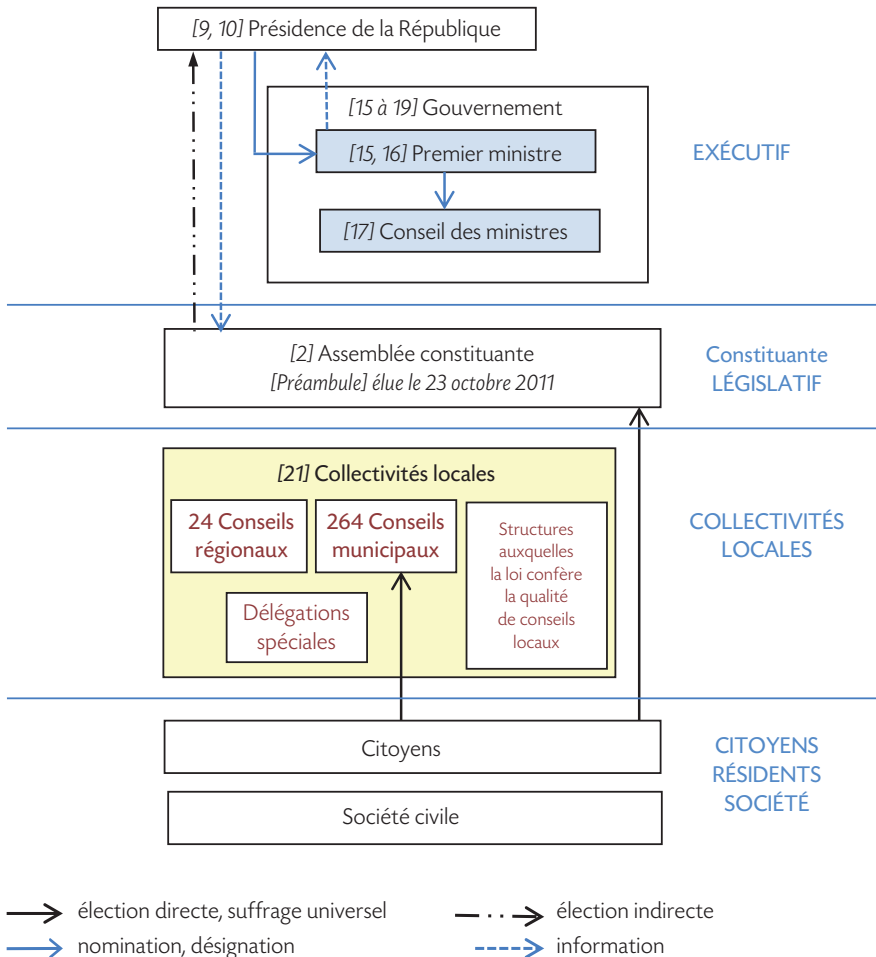 [9, 10] Présidence de la République
[15 à 19] Gouvernement
[15, 16] Premier ministre
[17] Conseil des ministres
EXÉCUTIF
[2] Assemblée constituante
[Préambule] élue le 23 octobre 2011
Constituante
LÉGISLATIF
[21] Collectivités locales
24 Conseils
régionaux
264 Conseils
municipaux
Structures
auxquelles
la loi confère
la qualité
de conseils
locaux
Délégations
spéciales
COLLECTIVITÉS
LOCALES
Citoyens
Société civile
CITOYENS
RÉSIDENTS
SOCIÉTÉ
élection directe, suffrage universel
élection indirecte
nomination, désignation
information